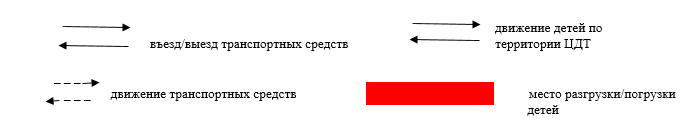 въезд/выезд транспортных средств
движение детей по
территории ЦДТ
движение транспортных средств
место разгрузки/погрузки
детей